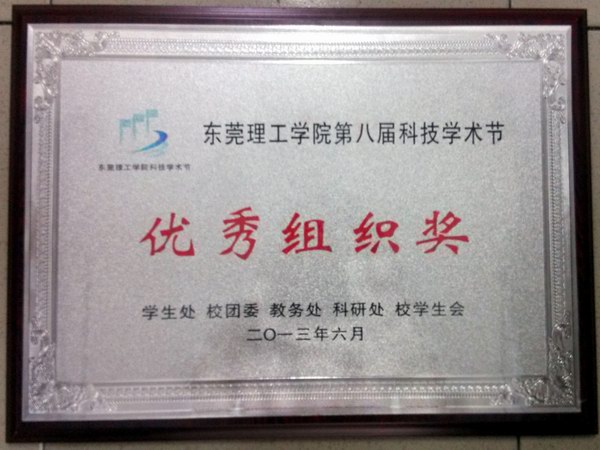 东莞理工学院第八届科技学术节
东莞理工学院科技学术节
优秀组织奖
学生处 校团委 教务处 科研处 校学生会
二〇一三年六月